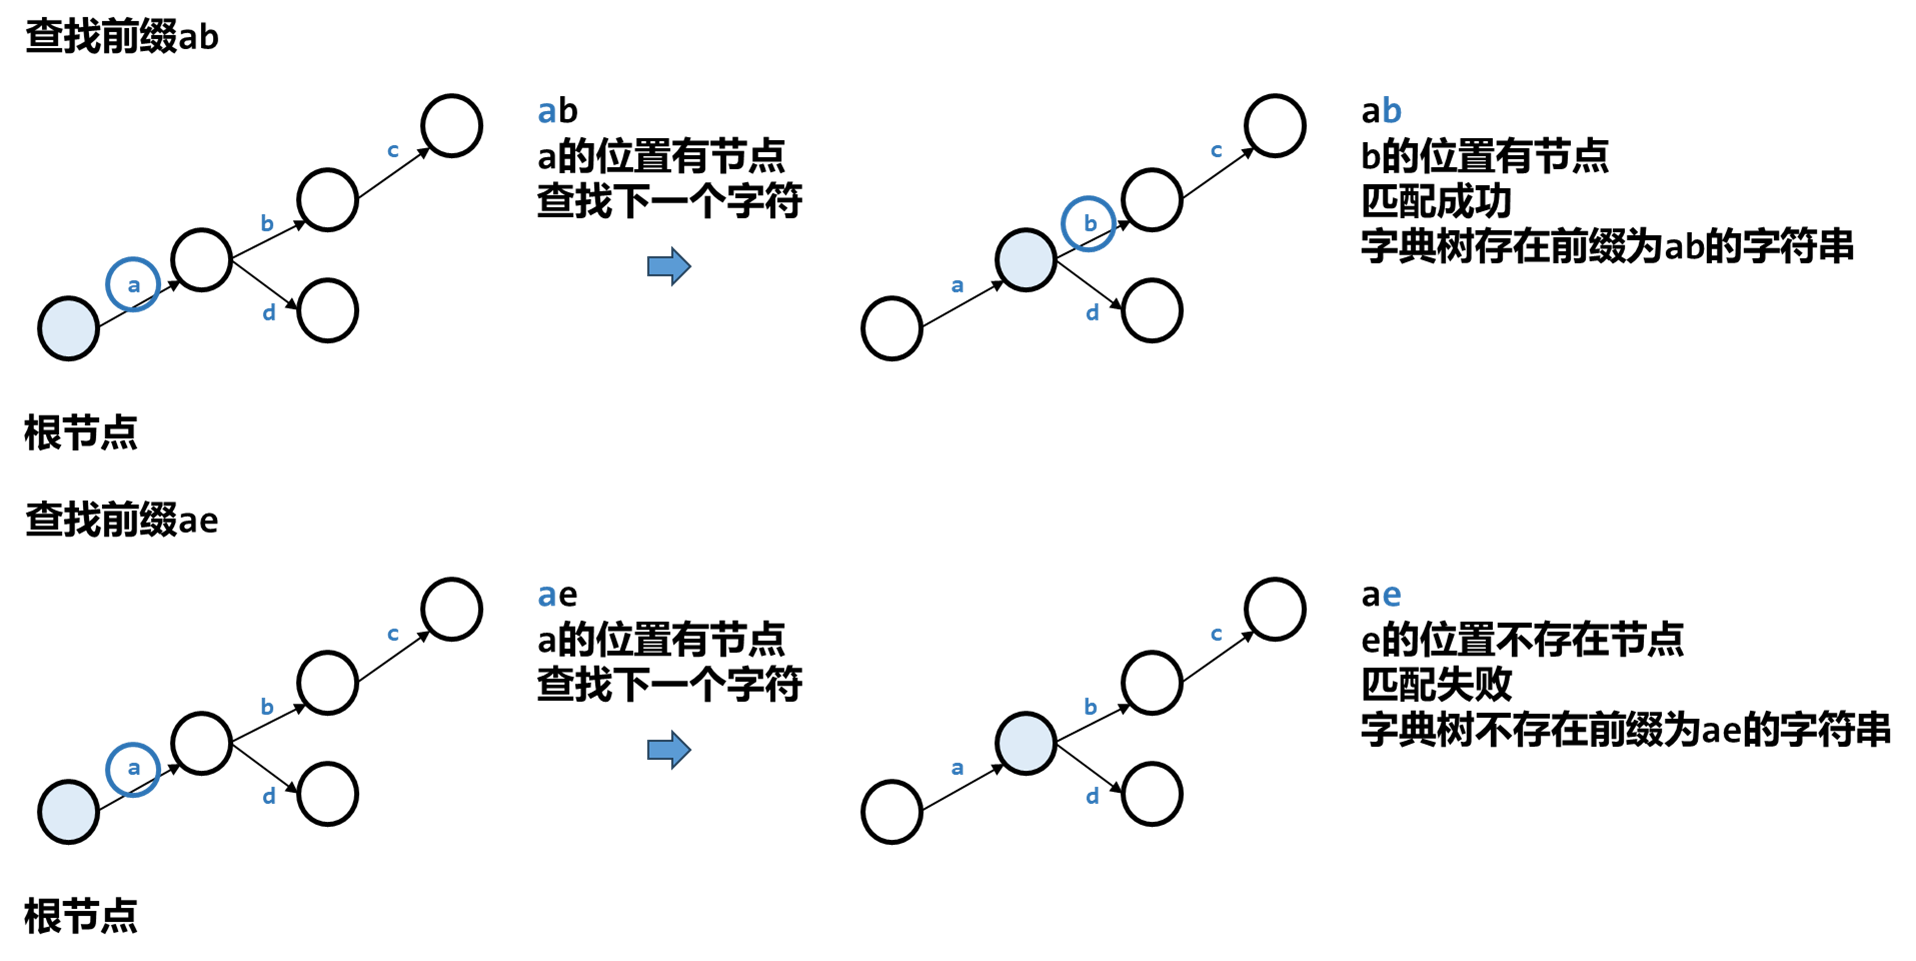 查找前缀ab
ab
a的位置有节点
查找下一个字符
a
b
c
d
根节点
ab
b的位置有节点
匹配成功
字典树存在前缀为ab的字符串
a
b
c
d
查找前缀ae
ae
a的位置有节点
查找下一个字符
a
b
c
d
根节点
ae
e的位置不存在节点
匹配失败
字典树不存在前缀为ae的字符串
a
b
c
d